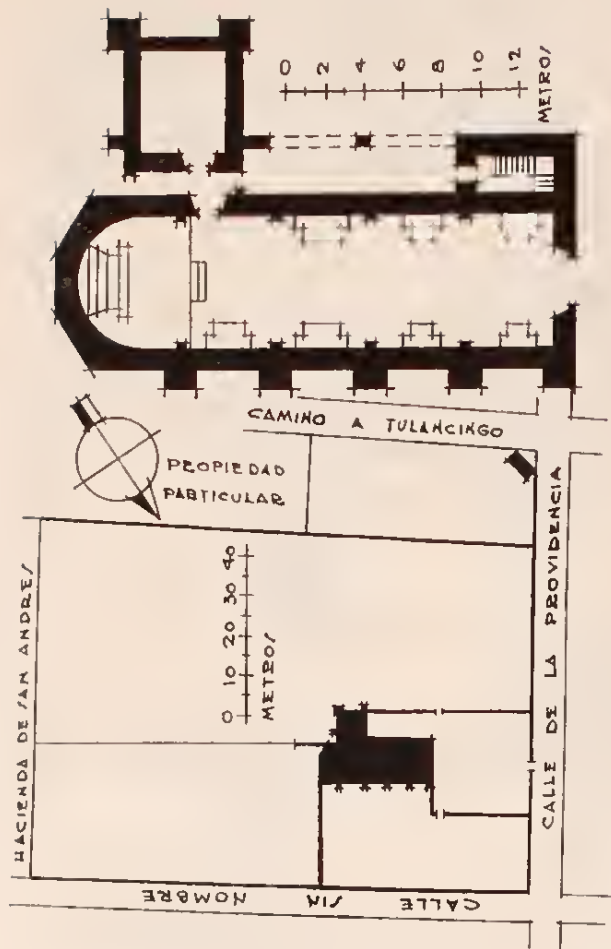 0 2 4 6 8 10 12
METROS
CAMINO A TULANCINGO
PROPIEDAD
PARTICULAR
HACIENDA DE SAN ANDRES
0 10 20 30 40
METROS
CALLE DE LA PROVIDENCIA
CALLE SIN NOMBRE